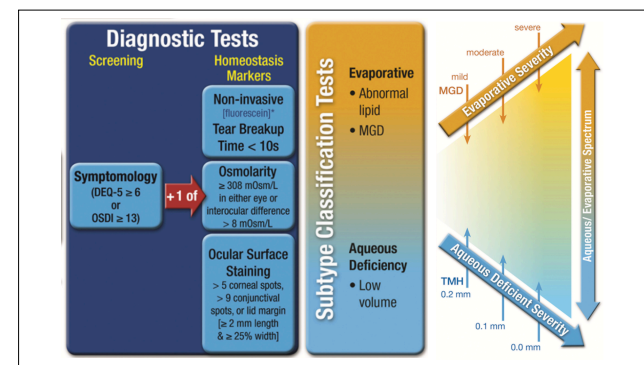 Diagnostic Tests
Screening
Homeostasis
Markers
Non-invasive
[fluorescein]*
Tear Breakup
Time < 10s
Symptomology
(DEQ-5 ≥ 6
or
OSDI ≥ 13)
+1 of
Osmolarity
≥ 308 mOsm/L
in either eye or
interocular difference
> 8 mOsm/L
Ocular Surface
Staining
> 5 corneal spots,
> 9 conjunctival
spots, or lid margin
[≥ 2 mm length
& ≥ 25% width]
Subtype Classification Tests
Evaporative
• Abnormal
lipid
• MGD
Aqueous
Deficiency
• Low
volume
severe
moderate
mild
MGD
Evaporative Severity
Aqueous/ Evaporative Spectrum
Aqueous Deficient Severity
TMH
0.2 mm
0.1 mm
0.0 mm